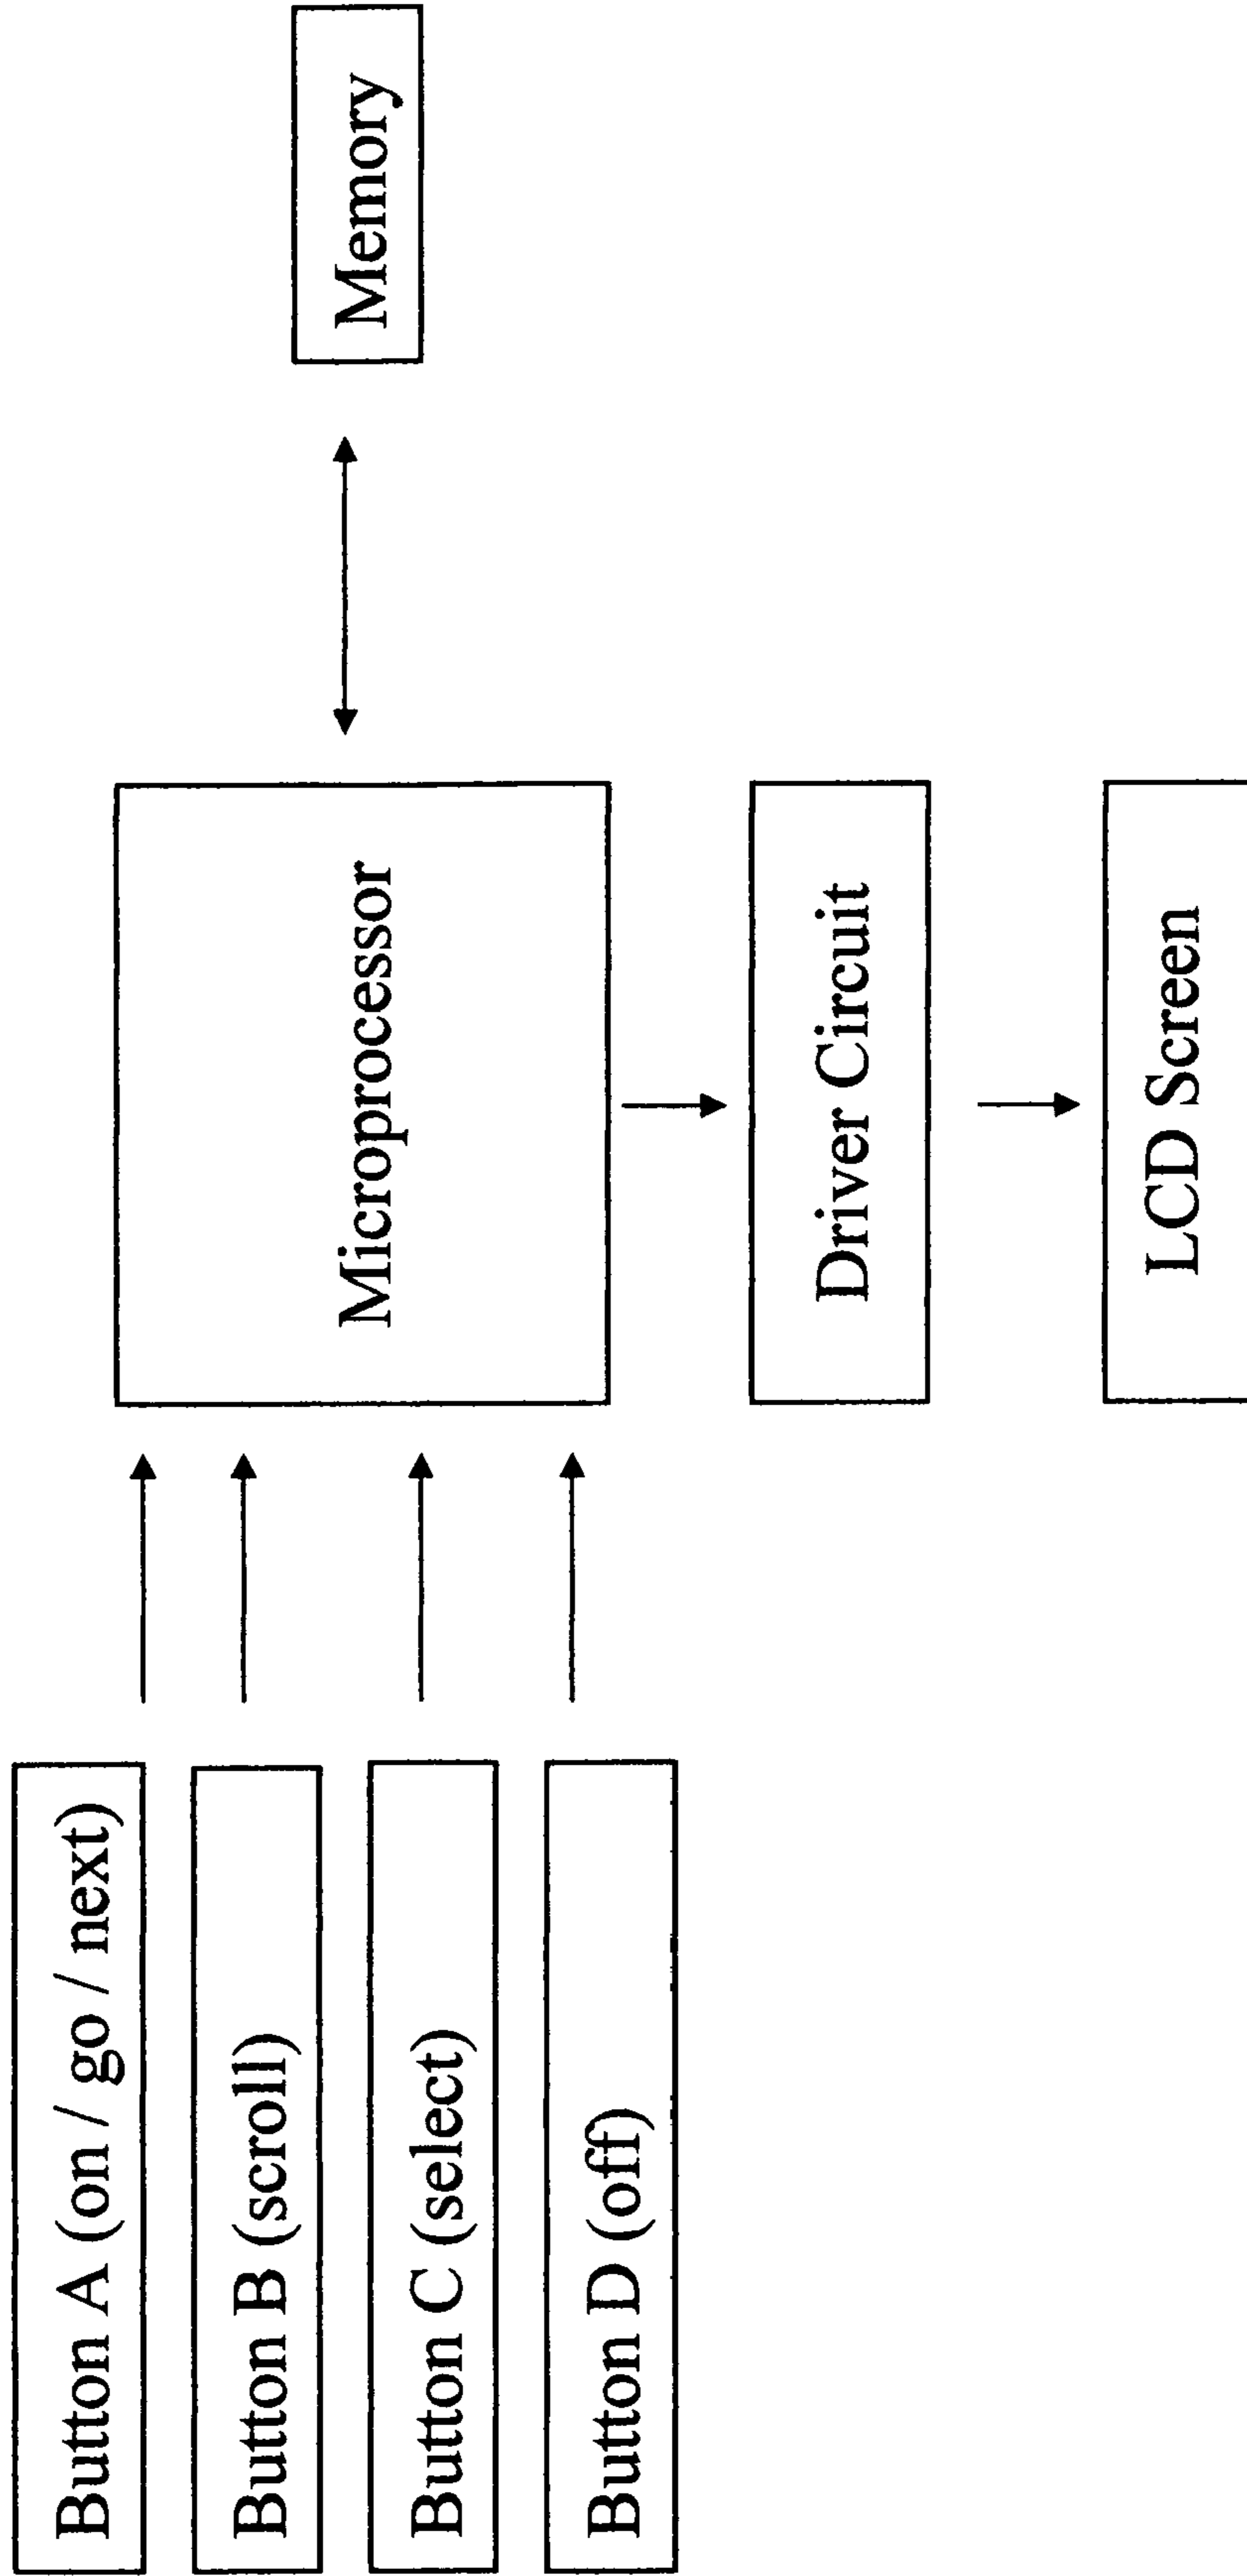 Button A (on / go / next)
Button B (scroll)
Button C (select)
Button D (off)
Microprocessor
Memory
Driver Circuit
LCD Screen